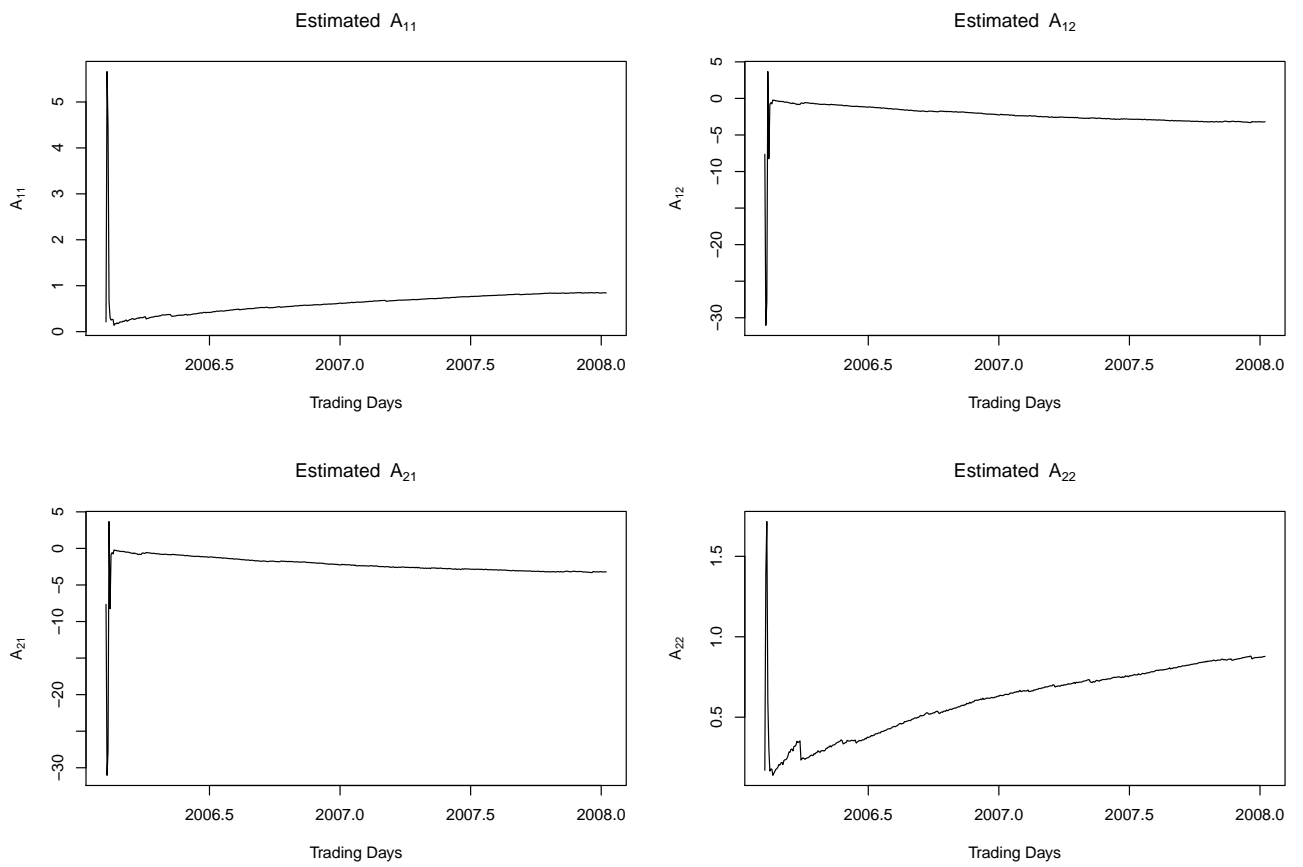 Estimated A₁₁
A₁₁
5
4
3
2
1
0
2006.5 2007.0 2007.5 2008.0
Trading Days
Estimated A₁₂
A₁₂
5
0
−5
−10
−20
−30
2006.5 2007.0 2007.5 2008.0
Trading Days
Estimated A₂₁
A₂₁
5
0
−5
−10
−20
−30
2006.5 2007.0 2007.5 2008.0
Trading Days
Estimated A₂₂
A₂₂
1.5
1.0
0.5
2006.5 2007.0 2007.5 2008.0
Trading Days